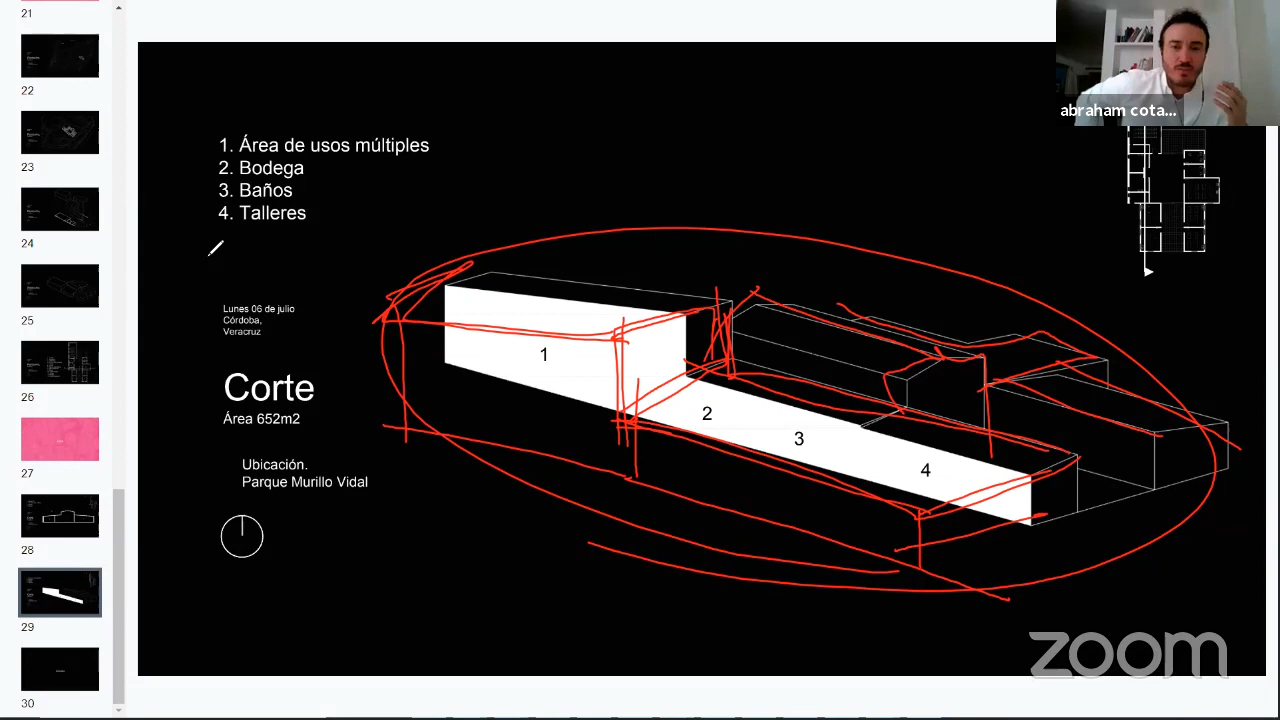 21
22
23
24
25
26
27
28
29
30
1. Área de usos múltiples
2. Bodega
3. Baños
4. Talleres
Lunes 06 de julio
Córdoba,
Veracruz
Corte
Área 652m2
Ubicación.
Parque Murillo Vidal
1
2
3
4
abraham cota...
zoom